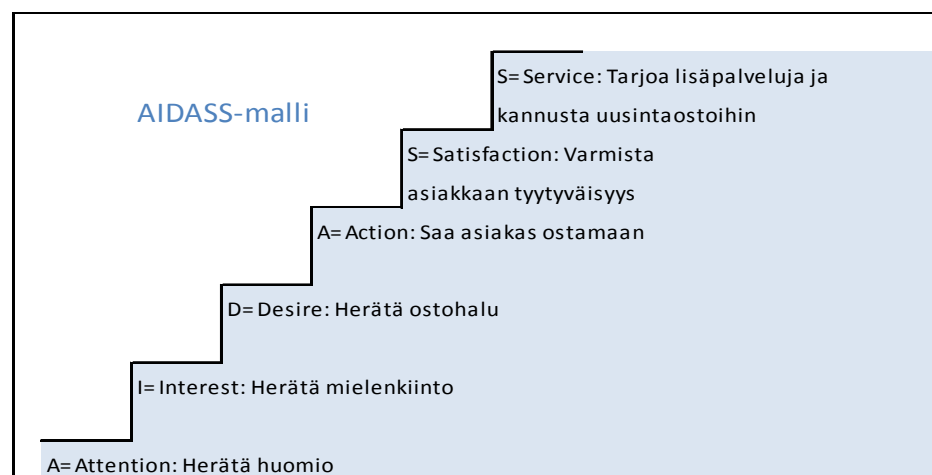 AIDASS-malli
S= Service: Tarjoa lisäpalveluja ja
kannusta uusintaostoihin
S= Satisfaction: Varmista
asiakkaan tyytyväisyys
A= Action: Saa asiakas ostamaan
D= Desire: Herätä ostohalu
I= Interest: Herätä mielenkiinto
A= Attention: Herätä huomio